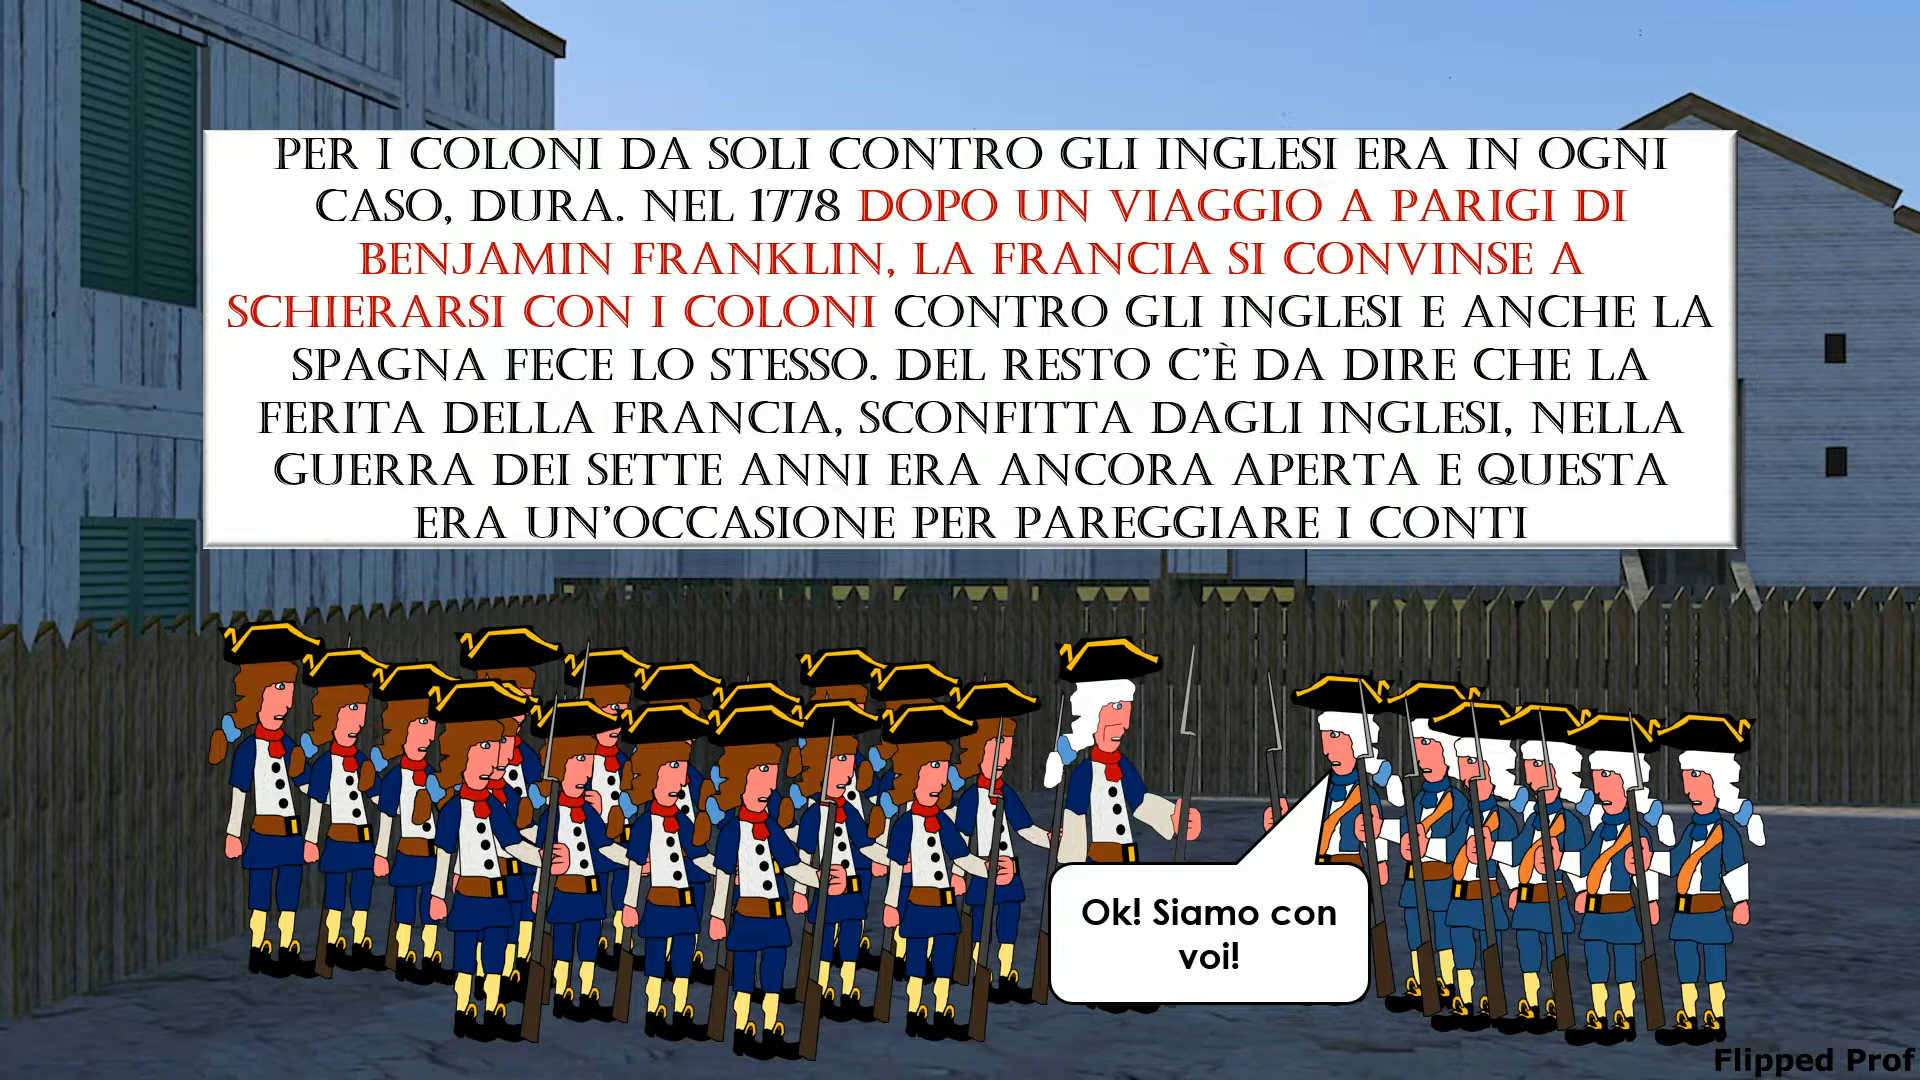 PER I COLONI DA SOLI CONTRO GLI INGLESI ERA IN OGNI
CASO, DURA. NEL 1778 DOPO UN VIAGGIO A PARIGI DI
BENJAMIN FRANKLIN, LA FRANCIA SI CONVINSE A
SCHIERARSI CON I COLONI CONTRO GLI INGLESI E ANCHE LA
SPAGNA FECE LO STESSO. DEL RESTO C'È DA DIRE CHE LA
FERITA DELLA FRANCIA, SCONFITTA DAGLI INGLESI, NELLA
GUERRA DEI SETTE ANNI ERA ANCORA APERTA E QUESTA
ERA UN'OCCASIONE PER PAREGGIARE I CONTI
Ok! Siamo con
voi!
Flipped Prof